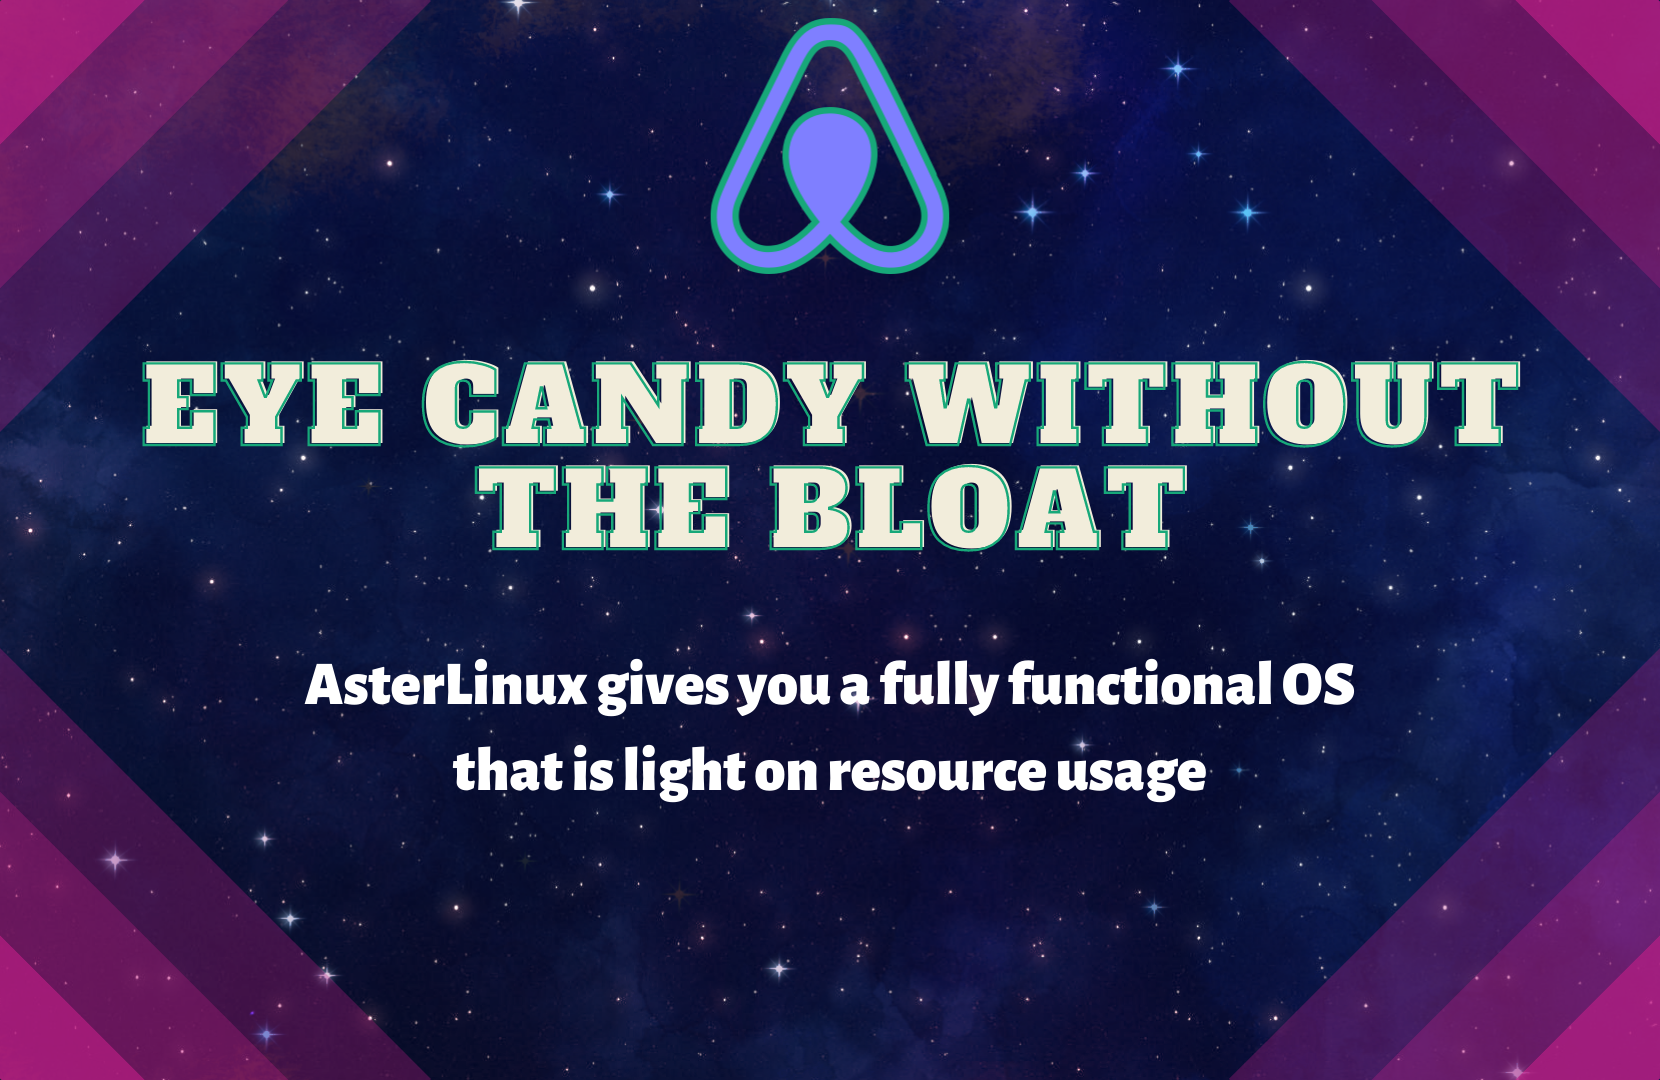 EYE CANDY WITHOUT
THE BLOAT
AsterLinux gives you a fully functional OS
that is light on resource usage